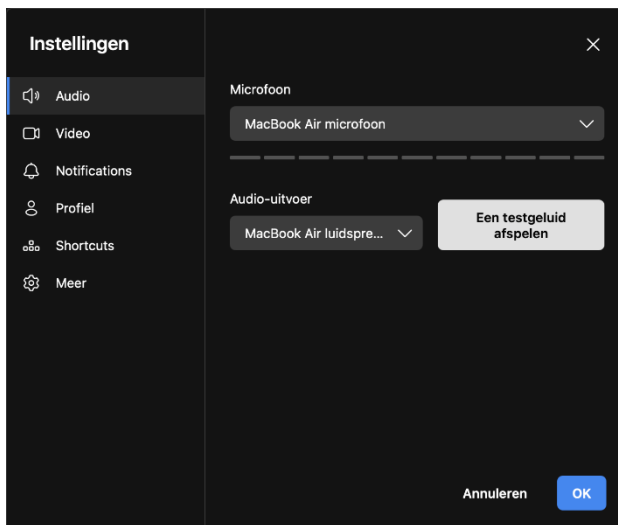 Instellingen
Audio
Video
Notifications
Profiel
Shortcuts
Meer
Microfoon
MacBook Air microfoon
Audio-uitvoer
MacBook Air luidspre...
Een testgeluid
afspelen
Annuleren
OK